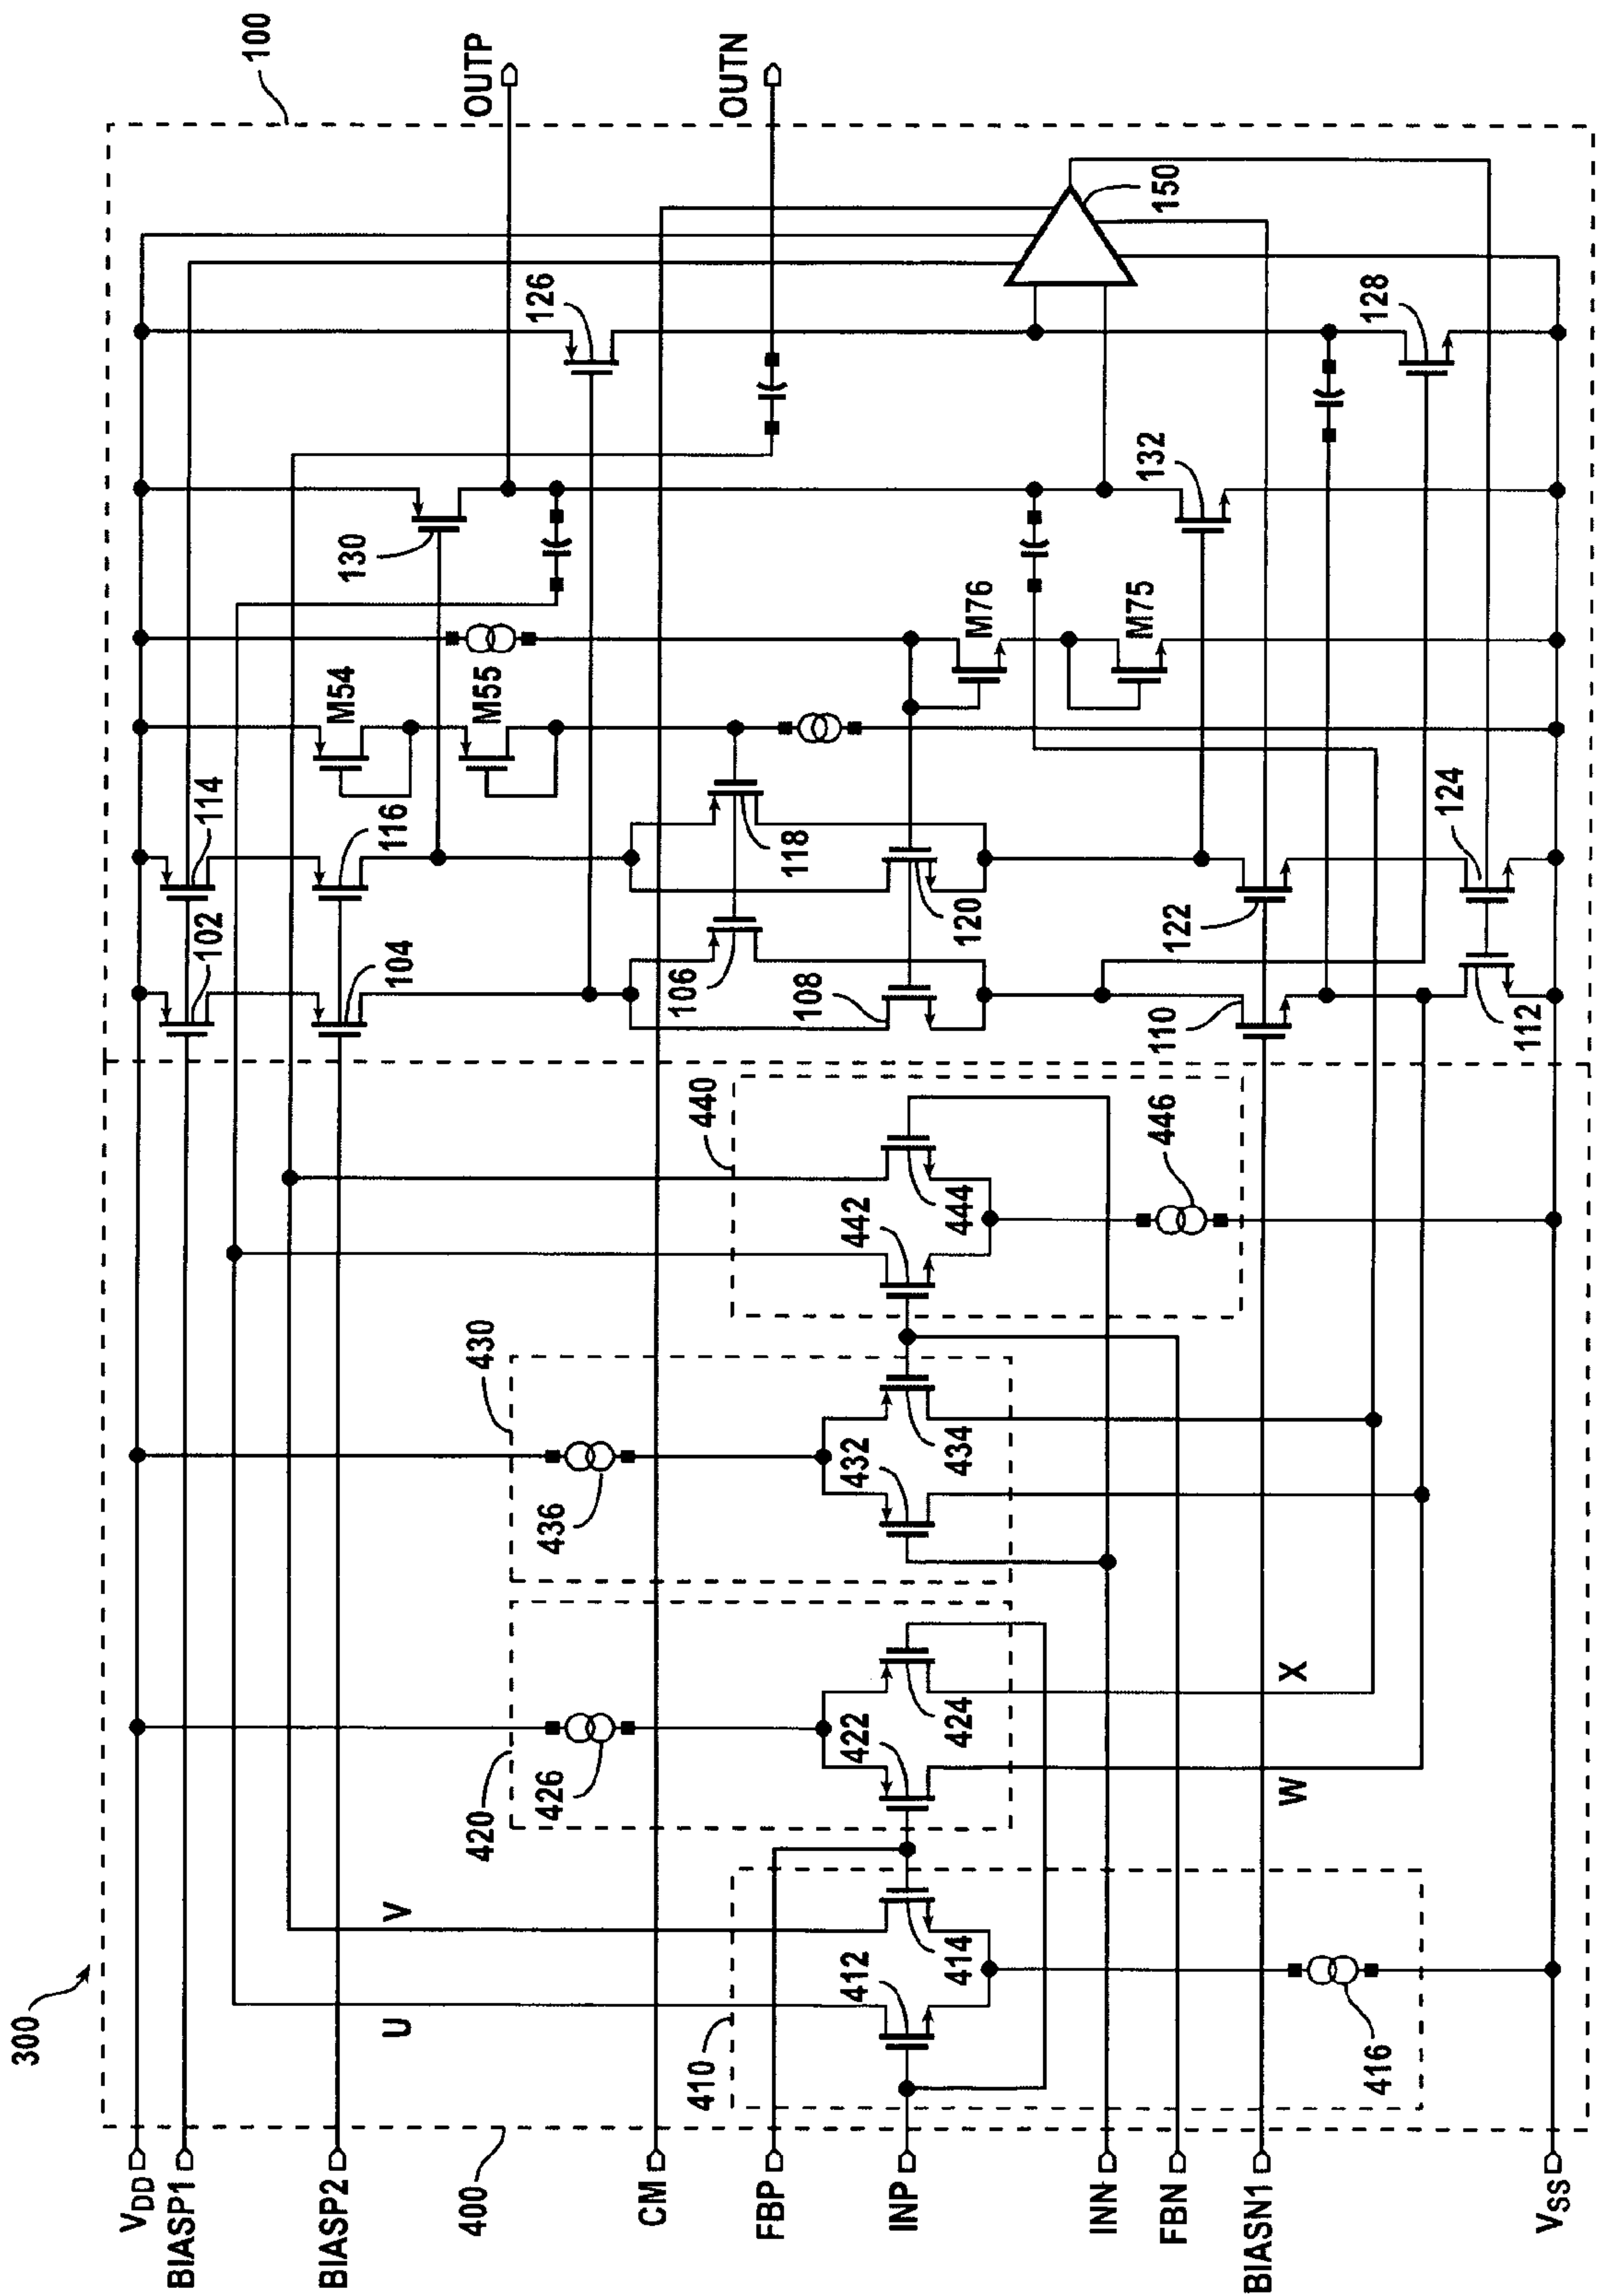 300
400
100
VDD
BIASP1
BIASP2
CM
FBP
INP
INN
FBN
BIASN1
VSS
OUTP
OUTN
U
V
W
X
410
412
414
416
420
422
424
426
430
432
434
436
440
442
444
446
102
114
104
116
106
118
108
120
110
122
112
124
M54
M55
M76
M75
130
126
132
128
150